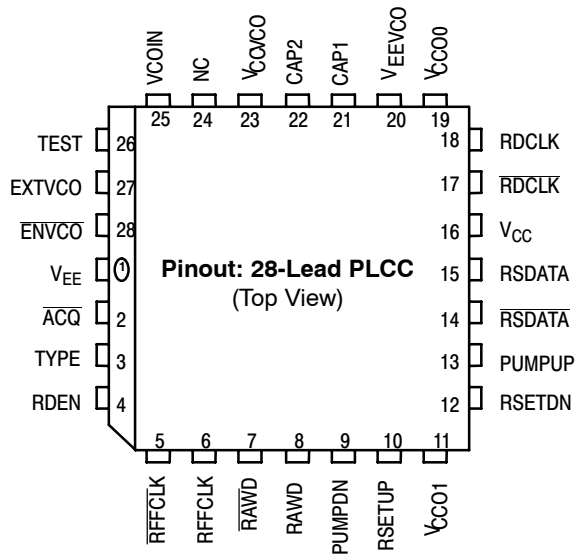 VCOIN
NC
VCCVCO
CAP2
CAP1
VEEVCO
VCCO0
25 24 23 22 21 20 19
TEST 26
EXTVCO 27
ENVCO 28
VEE 1
ACQ 2
TYPE 3
RDEN 4
Pinout: 28-Lead PLCC
(Top View)
18 RDCLK
17 RDCLK
16 VCC
15 RSDATA
14 RSDATA
13 PUMPUP
12 RSETDN
5 6 7 8 9 10 11
RFFCLK
RFFCLK
RAWD
RAWD
PUMPDN
RSETUP
VCCO1